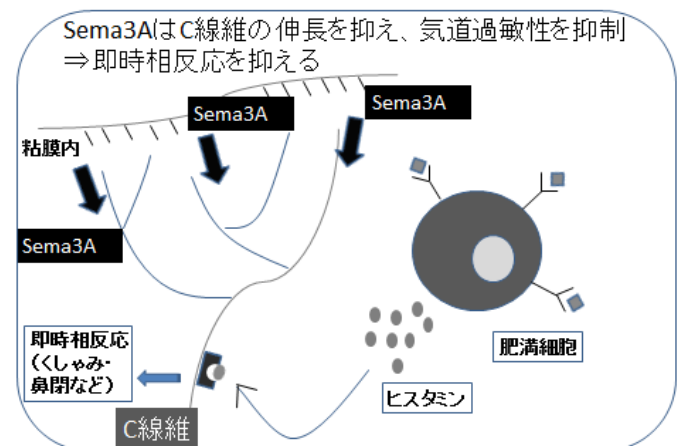 Sema3AはC線維の伸長を抑え、気道過敏性を抑制
⇒即時相反応を抑える
Sema3A
Sema3A
粘膜内
Sema3A
即時相反応
(くしゃみ・
鼻閉など)
肥満細胞
ヒスタミン
C線維